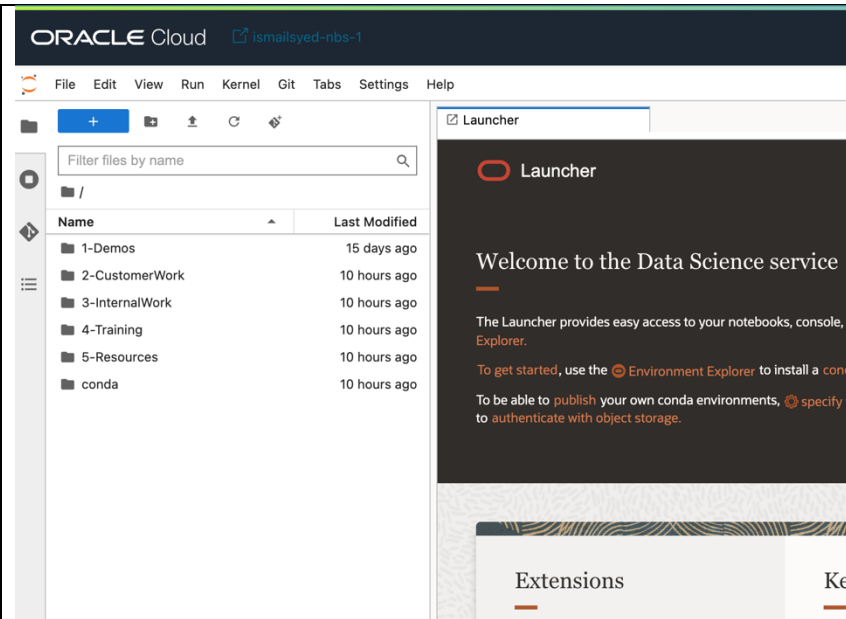 ORACLE Cloud ismailsyed-nbs-1
File Edit View Run Kernel Git Tabs Settings Help
Filter files by name
/
Name Last Modified
1-Demos 15 days ago
2-CustomerWork 10 hours ago
3-InternalWork 10 hours ago
4-Training 10 hours ago
5-Resources 10 hours ago
conda 10 hours ago
Launcher
Launcher
Welcome to the Data Science service
The Launcher provides easy access to your notebooks, console,
Explorer.
To get started, use the Environment Explorer to install a con
To be able to publish your own conda environments, specify
to authenticate with object storage.
Extensions
Ke